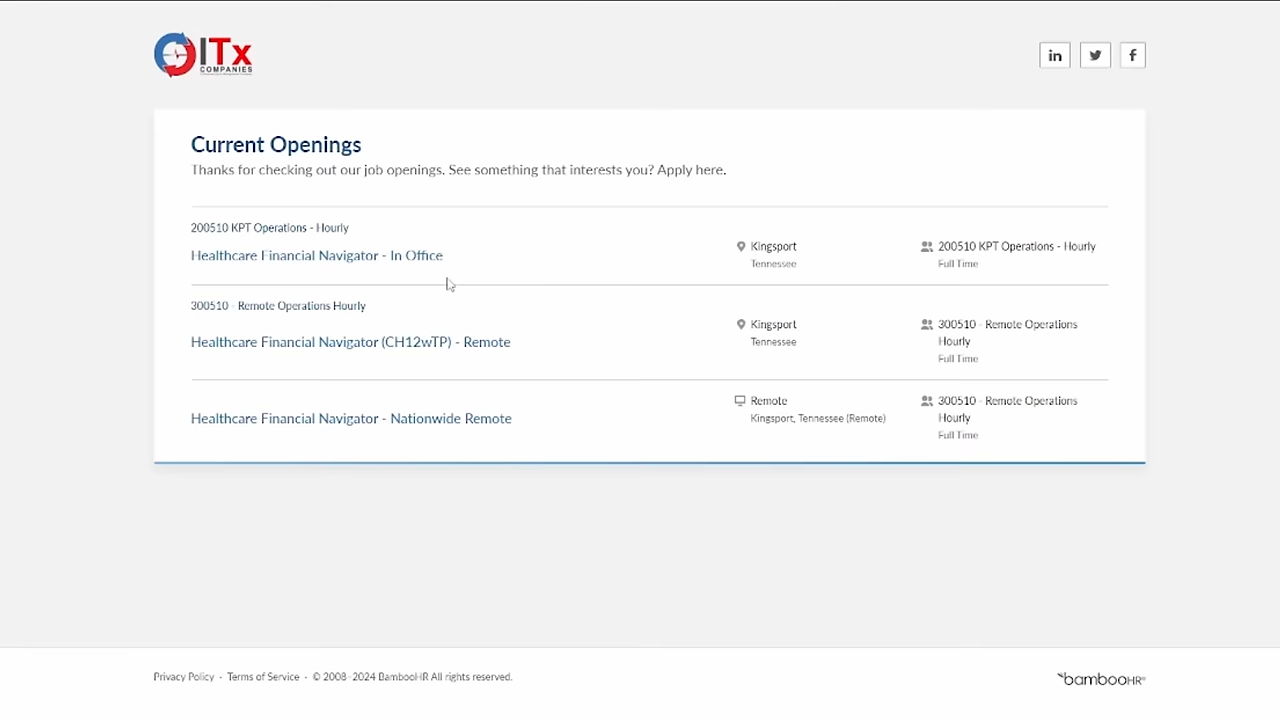 ITx
COMPANIES
in
f
Current Openings
Thanks for checking out our job openings. See something that interests you? Apply here.
200510 KPT Operations - Hourly
Healthcare Financial Navigator - In Office
Kingsport
Tennessee
200510 KPT Operations - Hourly
Full Time
300510 - Remote Operations Hourly
Healthcare Financial Navigator (CH12wTP) - Remote
Kingsport
Tennessee
300510 - Remote Operations
Hourly
Full Time
Healthcare Financial Navigator - Nationwide Remote
Remote
Kingsport, Tennessee (Remote)
300510 - Remote Operations
Hourly
Full Time
Privacy Policy · Terms of Service · © 2008-2024 BambooHR All rights reserved.
bambooHR